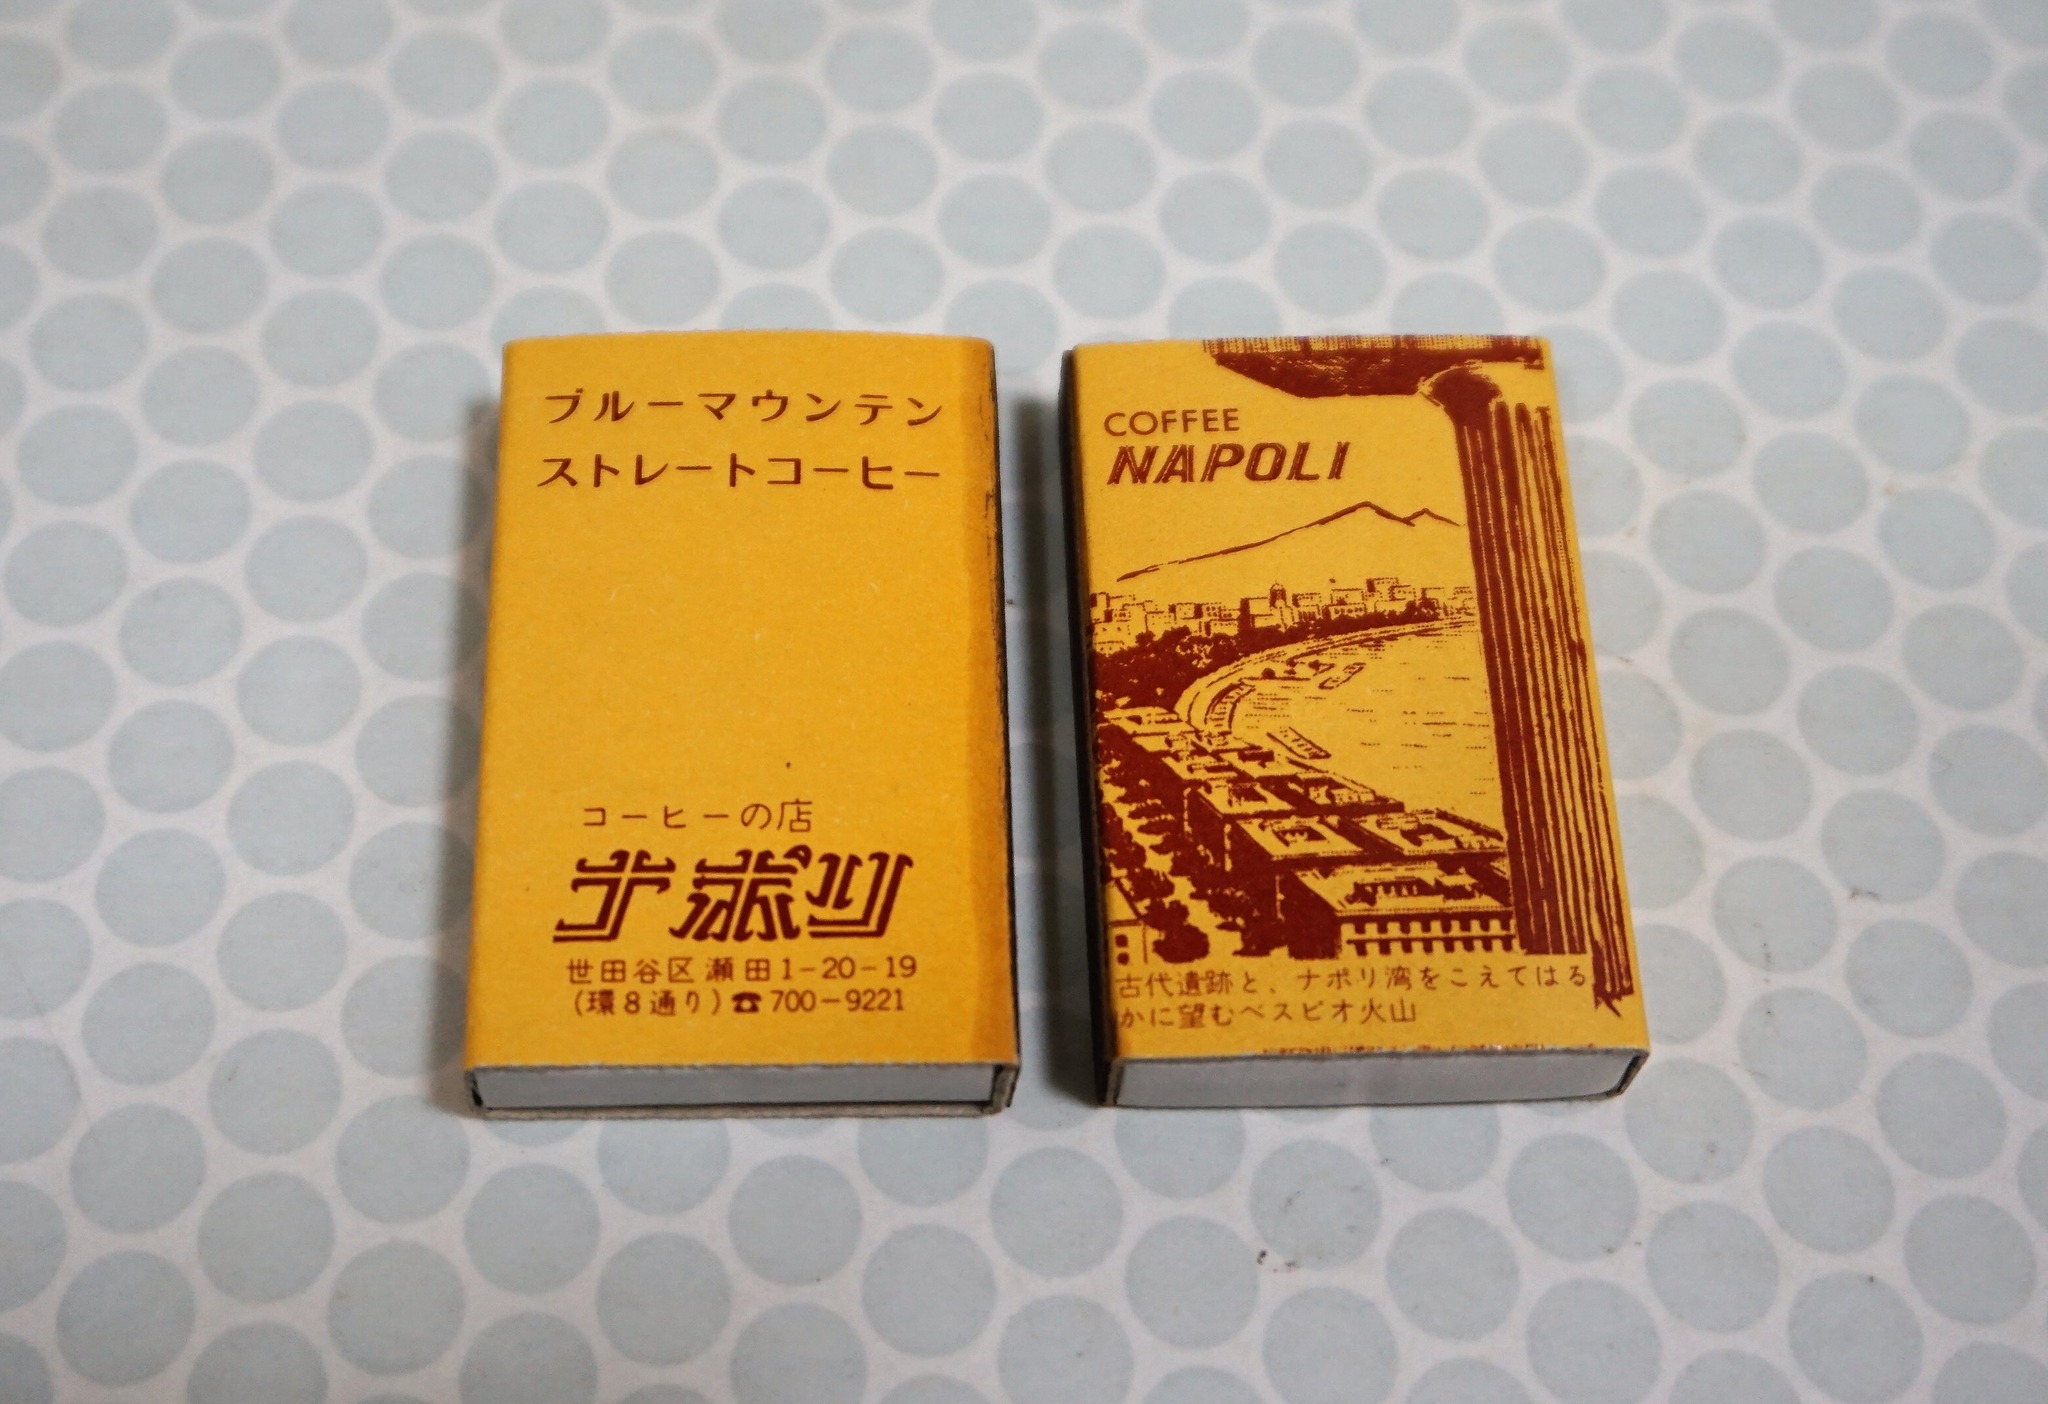 ブルーマウンテン
ストレートコーヒー
コーヒーの店
ナポリ
世田谷区瀬田1-20-19
(環8通り)☎700-9221
COFFEE
NAPOLI
古代遺跡と、ナポリ湾をこえてはる
かに望むベスビオ火山